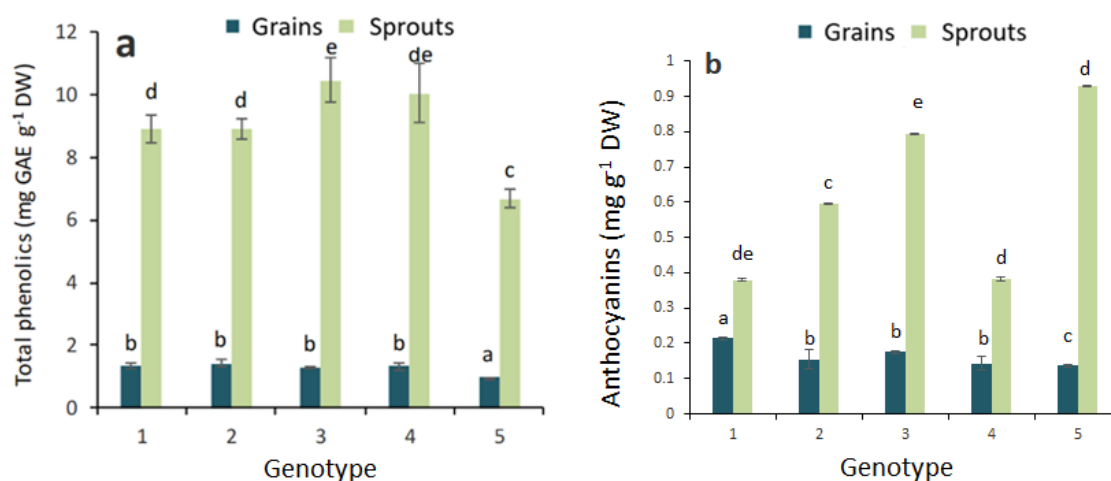 a
Grains Sprouts
Total phenolics (mg GAE g-1 DW)
12
10
8
6
4
2
0
d d e de c
b b b b a
1 2 3 4 5
Genotype
b
Grains Sprouts
Anthocyanins (mg g-1 DW)
1
0.9
0.8
0.7
0.6
0.5
0.4
0.3
0.2
0.1
0
de c e d d
a b b b c
1 2 3 4 5
Genotype